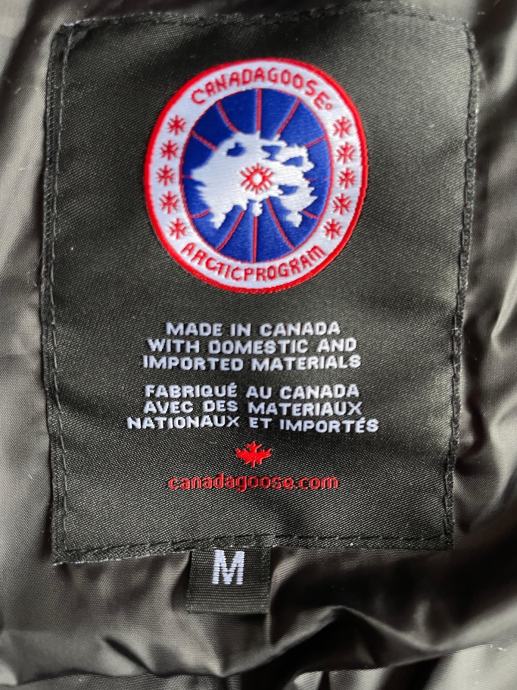 CANADA GOOSE®
ARCTIC PROGRAM
MADE IN CANADA
WITH DOMESTIC AND
IMPORTED MATERIALS
FABRIQUÉ AU CANADA
AVEC DES MATERIAUX
NATIONAUX ET IMPORTÉS
canadagoose.com
M